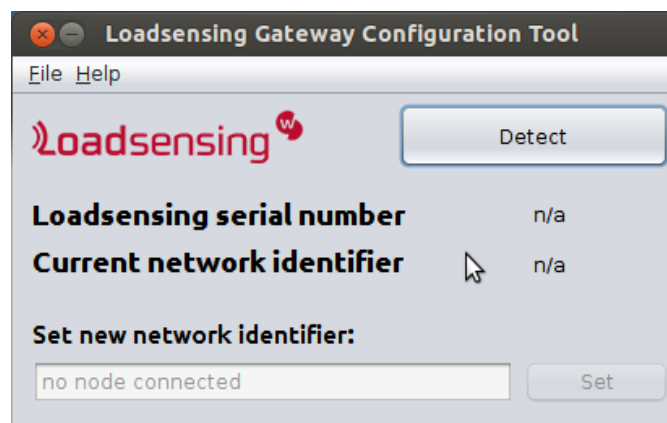 Loadsensing Gateway Configuration Tool
File Help
Loadsensing W
Detect
Loadsensing serial number n/a
Current network identifier n/a
Set new network identifier:
no node connected Set